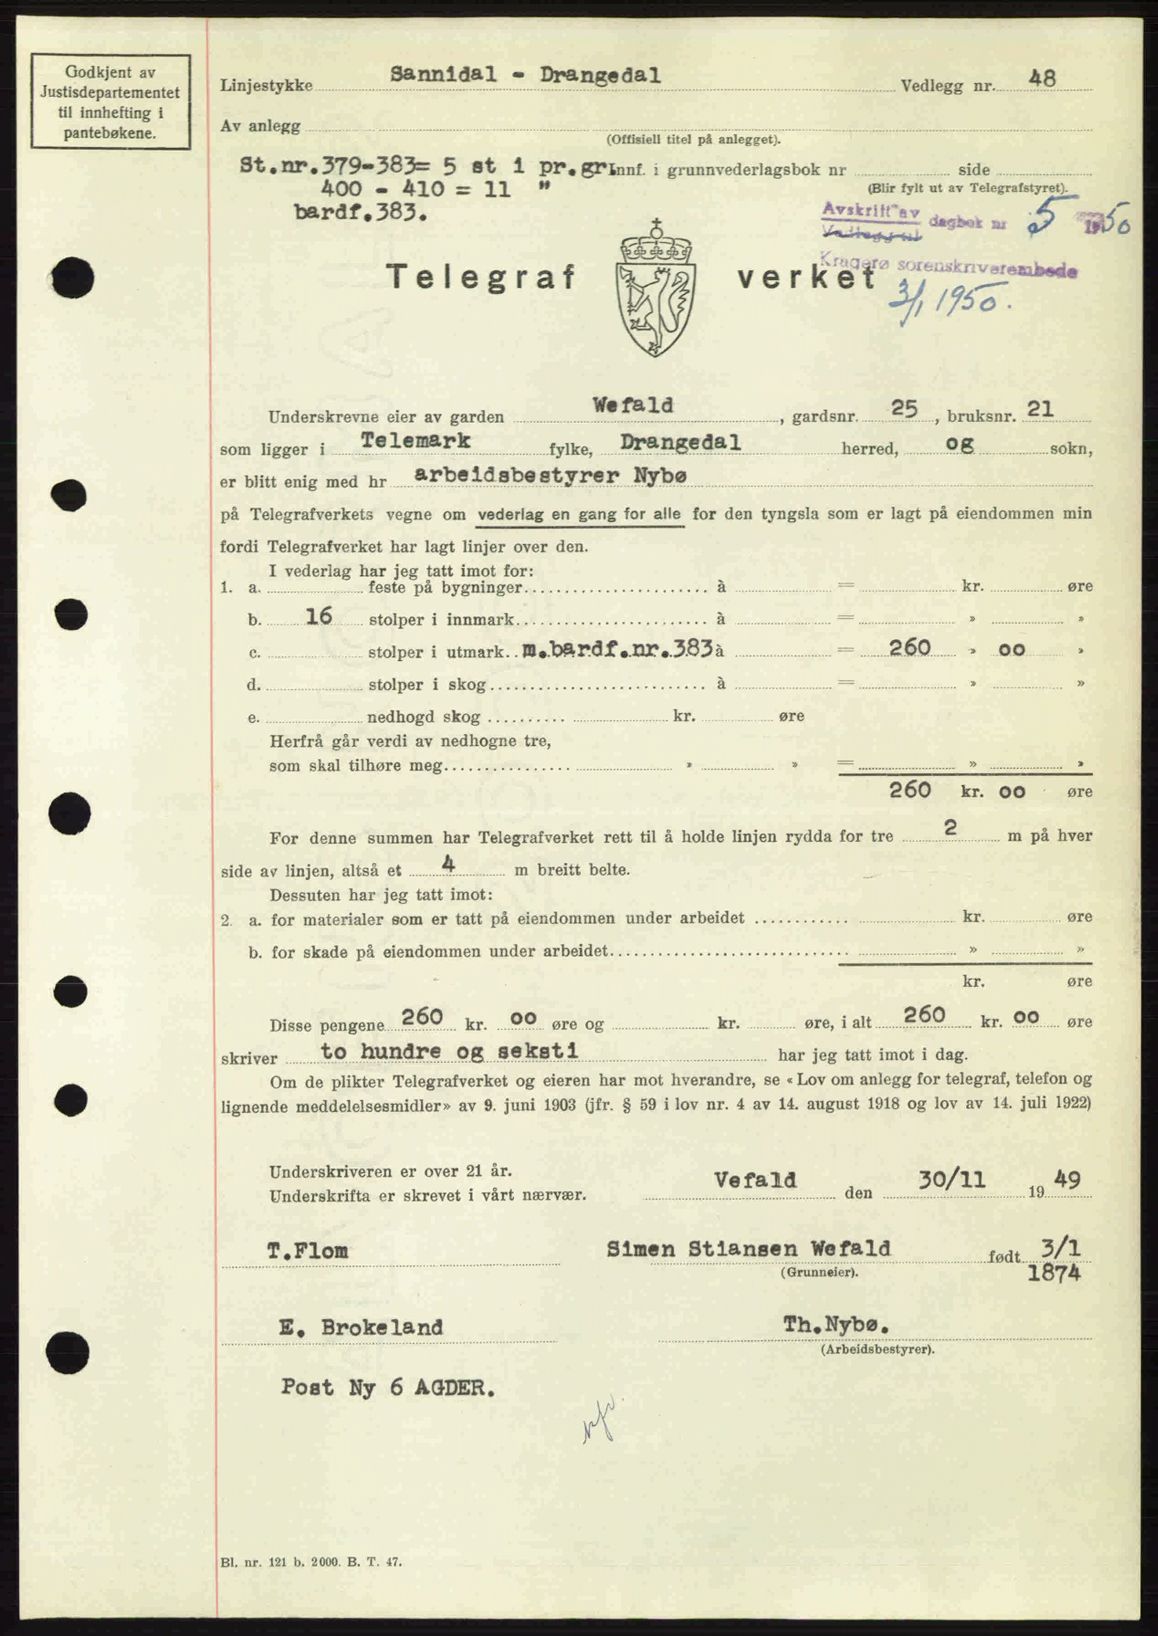 Godkjent av
Justisdepartementet
til innhefting i
pantebøkene.
Linjestykke Sannidal - Drangedal Vedlegg nr. 48
Av anlegg
(Offisiell titel på anlegget).
St.nr.379-383= 5 st i pr.gr. Innf. i grunnvederlagsbok nr side
400 - 410 = 11 " (Blir fylt ut av Telegrafstyret).
bardf.383.
Avskrift av
Vedlegg til dagbok nr 5 1950
Kragerø sorenskriverembede
3/1 1950.
Telegrafverket
Underskrevne eier av garden Wefald, gardsnr. 25, bruksnr. 21
som ligger i Telemark fylke, Drangedal herred, og sokn,
er blitt enig med hr arbeidsbestyrer Nybø
på Telegrafverkets vegne om vederlag en gang for alle for den tyngsla som er lagt på eiendommen min
fordi Telegrafverket har lagt linjer over den.
I vederlag har jeg tatt imot for:
1. a. feste på bygninger à = kr. øre
b. 16 stolper i innmark à = » »
c. stolper i utmark m.bardf.nr.383 à = 260 » 00 »
d. stolper i skog à = » »
e. nedhogd skog kr. øre
Herfrå går verdi av nedhogne tre,
som skal tilhøre meg » » = » »
260 kr. 00 øre
For denne summen har Telegrafverket rett til å holde linjen rydda for tre 2 m på hver
side av linjen, altså et 4 m breitt belte.
Dessuten har jeg tatt imot:
2. a. for materialer som er tatt på eiendommen under arbeidet kr. øre
b. for skade på eiendommen under arbeidet » »
kr. øre
Disse pengene 260 kr. 00 øre og kr. øre, i alt 260 kr. 00 øre
skriver to hundre og seksti har jeg tatt imot i dag.
Om de plikter Telegrafverket og eieren har mot hverandre, se «Lov om anlegg for telegraf, telefon og
lignende meddelelsesmidler» av 9. juni 1903 (jfr. § 59 i lov nr. 4 av 14. august 1918 og lov av 14. juli 1922)
Underskriveren er over 21 år.
Underskrifta er skrevet i vårt nærvær. Vefald den 30/11 19 49
T.Flom Simen Stiansen Wefald født 3/1
(Grunneier). 1874
E. Brokeland Th.Nybø.
(Arbeidsbestyrer).
Post Ny 6 AGDER.
Bl. nr. 121 b. 2000. B. T. 47.